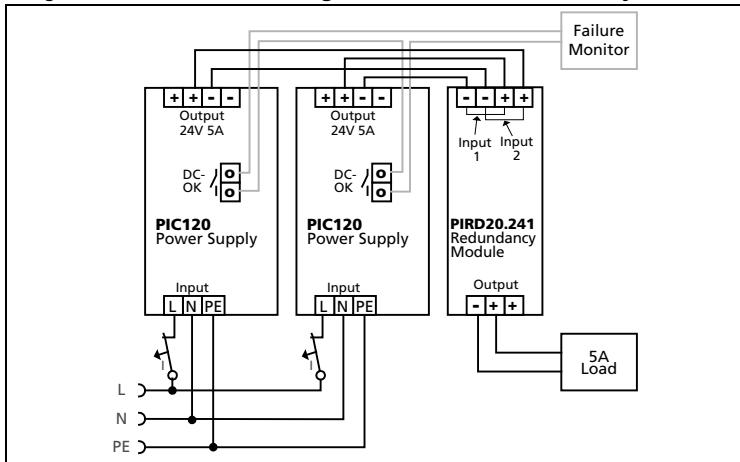 Failure
Monitor
+ + - -
Output
24V 5A
DC-
OK
PIC120
Power Supply
Input
L N PE
+ + - -
Output
24V 5A
DC-
OK
PIC120
Power Supply
Input
L N PE
- - + +
Input
1
Input
2
PIRD20.241
Redundancy
Module
Output
- + +
5A
Load
I
I
L
N
PE